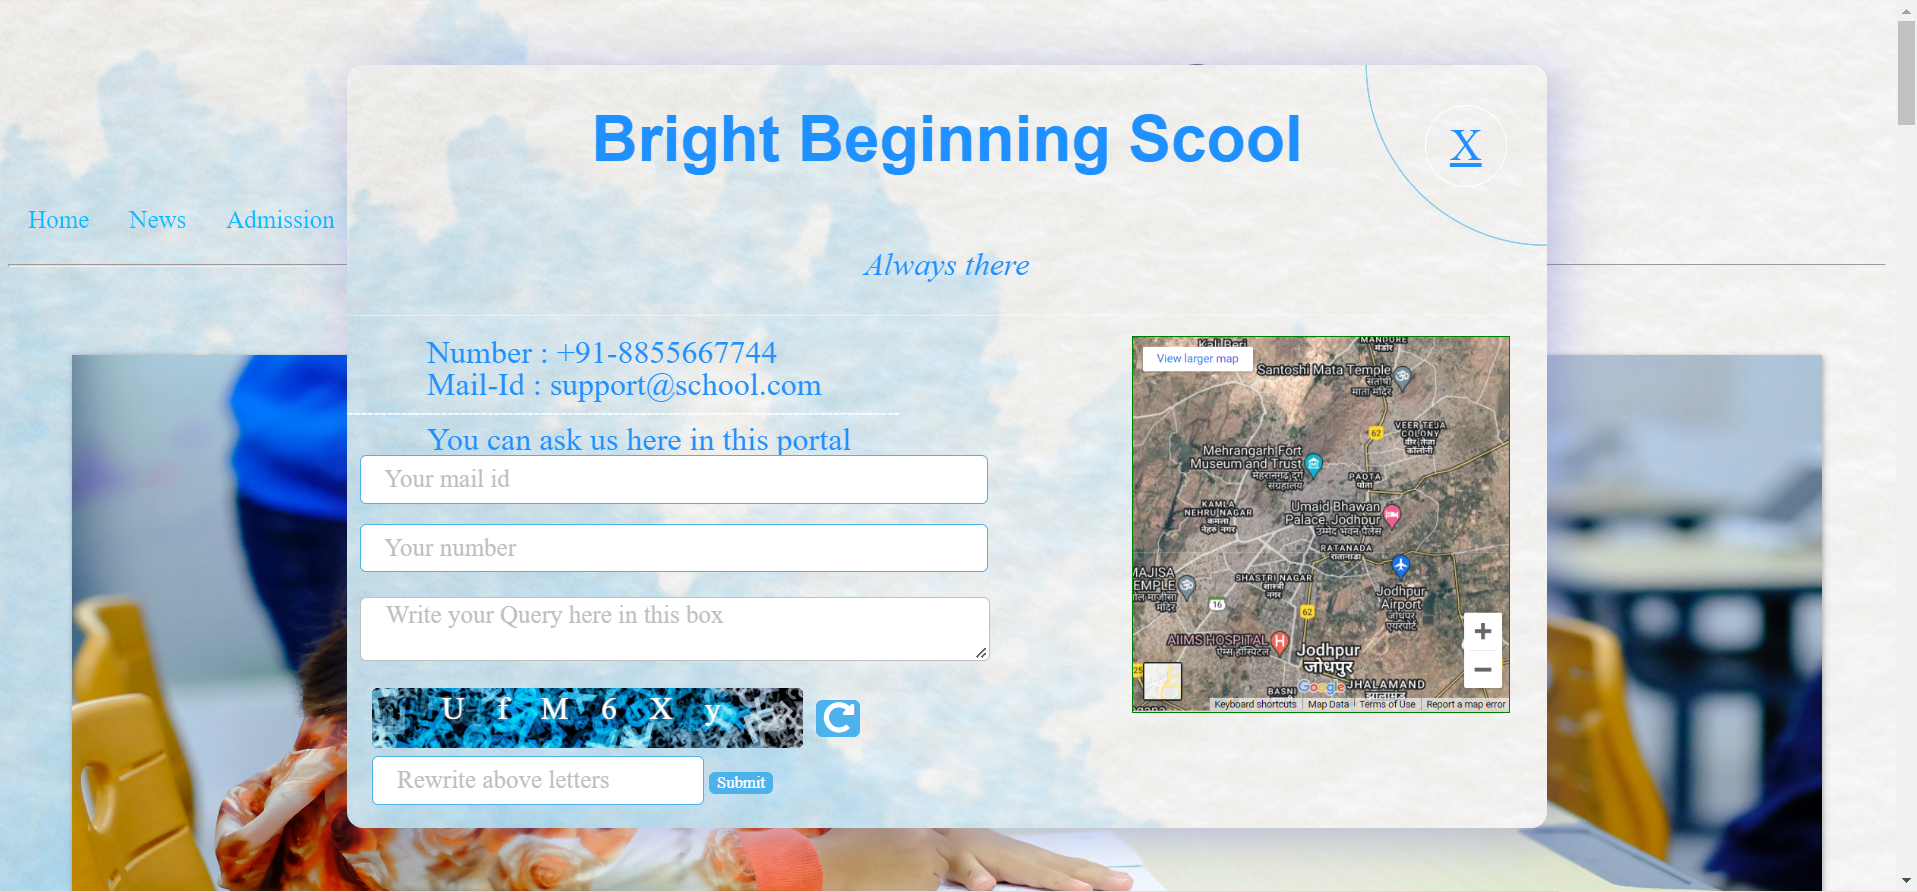 Bright Beginning Scool
X
Home News Admission
Always there
Number : +91-8855667744
Mail-Id : support@school.com
You can ask us here in this portal
Your mail id
Your number
Write your Query here in this box
U f M 6 X y
Rewrite above letters
Submit
Kali Beri
MANDORE
मंडोर
View larger map
Santoshi Mata Temple
संतोषी
माता मंदिर
62
VEER TEJA
COLONY
वीर तेजा
कॉलोनी
Mehrangarh Fort
Museum and Trust
मेहरानगढ़ दुर्ग
संग्रहालय
PAOTA
पोता
KAMLA
NEHRU NAGAR
कमला
नेहरु नगर
Umaid Bhawan
Palace, Jodhpur
उम्मेद भवन पैलेस
RATANADA
रातानाडा
MAJISA
EMPLE
मंदिर
SHASTRI NAGAR
शास्त्री
नगर
Jodhpur
Airport
जोधपुर
एयरपोर्ट
16
62
AIIMS HOSPITAL
ऐम्स हॉस्पिटल
H
Jodhpur
जोधपुर
25
BASNI
Google
JHALAMAND
झालामंड
Keyboard shortcuts
Map Data
Terms of Use
Report a map error